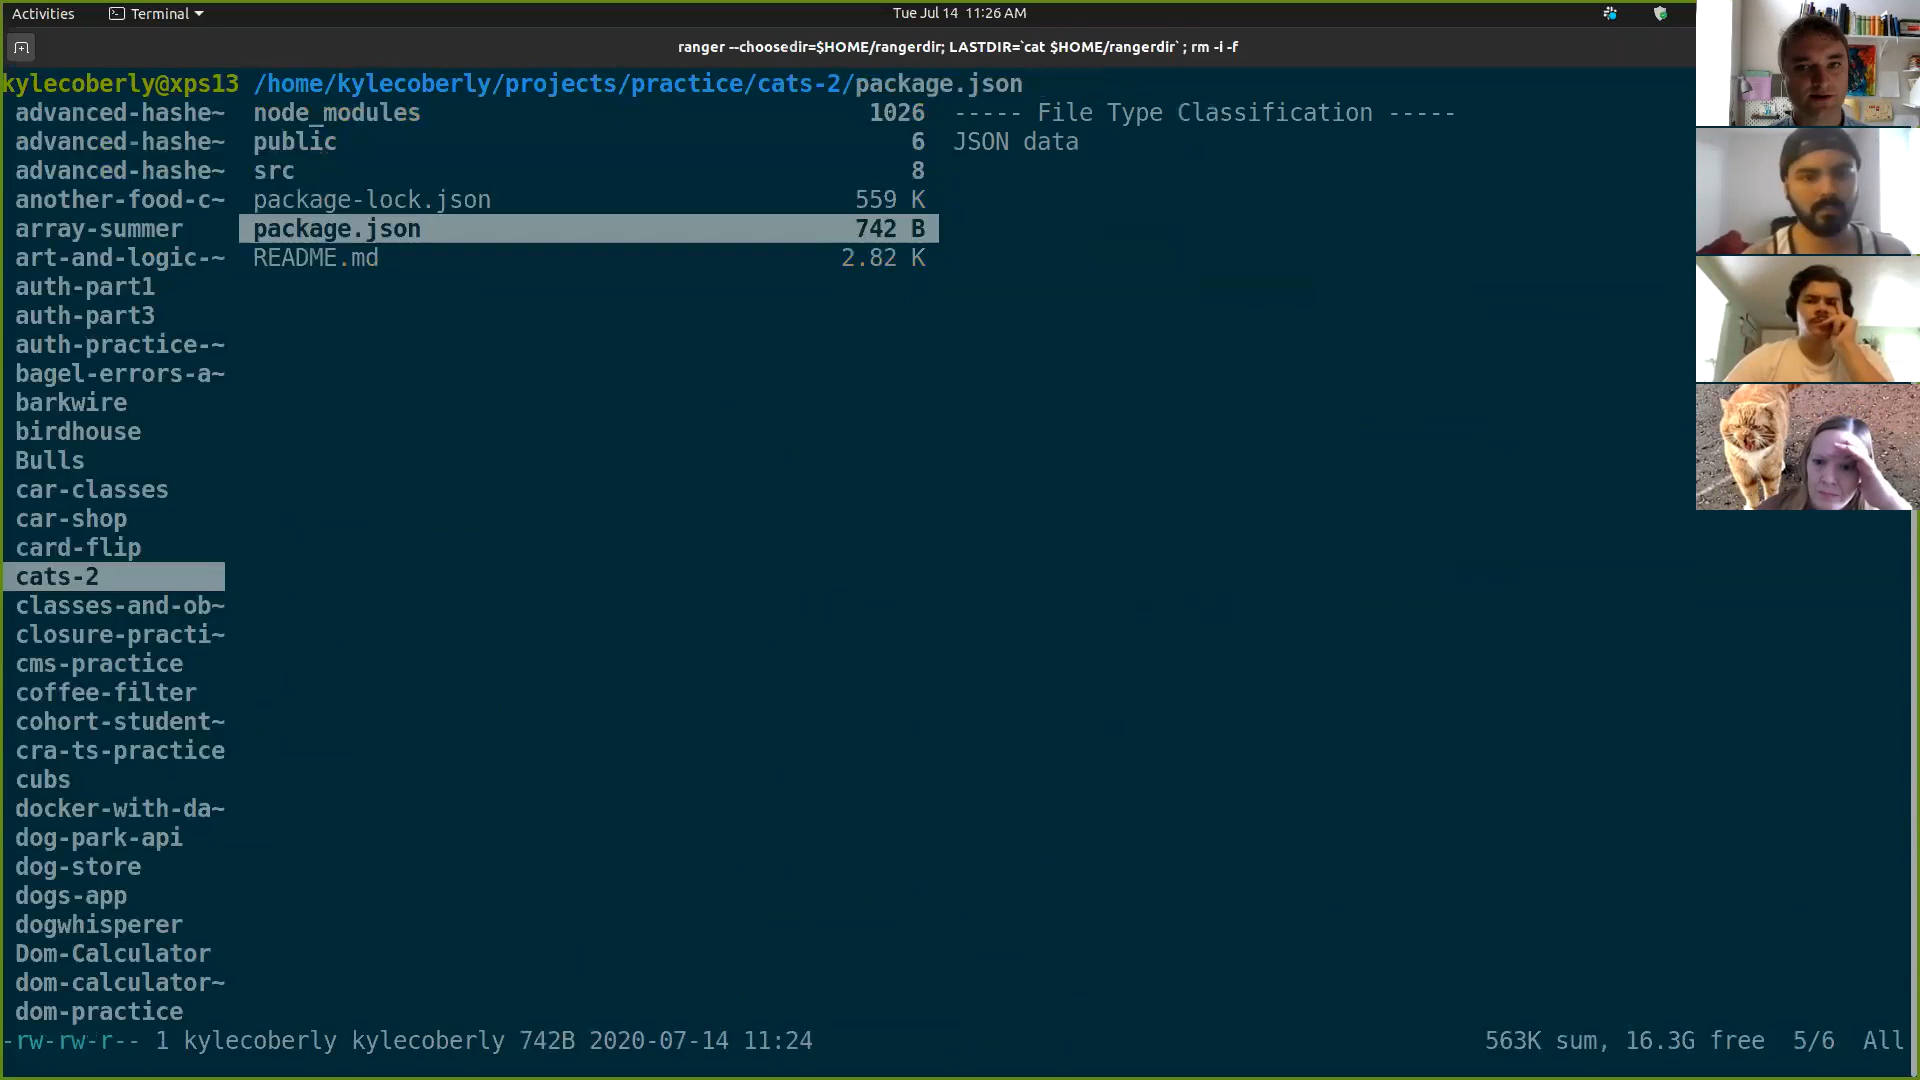 Activities Terminal Tue Jul 14 11:26 AM
ranger --choosedir=$HOME/rangerdir; LASTDIR=`cat $HOME/rangerdir`; rm -i -f
kylecoberly@xps13 /home/kylecoberly/projects/practice/cats-2/package.json
advanced-hashe~ node_modules 1026 ----- File Type Classification -----
advanced-hashe~ public 6 JSON data
advanced-hashe~ src 8
another-food-c~ package-lock.json 559 K
array-summer package.json 742 B
art-and-logic-~ README.md 2.82 K
auth-part1
auth-part3
auth-practice-~
bagel-errors-a~
barkwire
birdhouse
Bulls
car-classes
car-shop
card-flip
cats-2
classes-and-ob~
closure-practi~
cms-practice
coffee-filter
cohort-student~
cra-ts-practice
cubs
docker-with-da~
dog-park-api
dog-store
dogs-app
dogwhisperer
Dom-Calculator
dom-calculator~
dom-practice
-rw-rw-r-- 1 kylecoberly kylecoberly 742B 2020-07-14 11:24 563K sum, 16.3G free 5/6 All